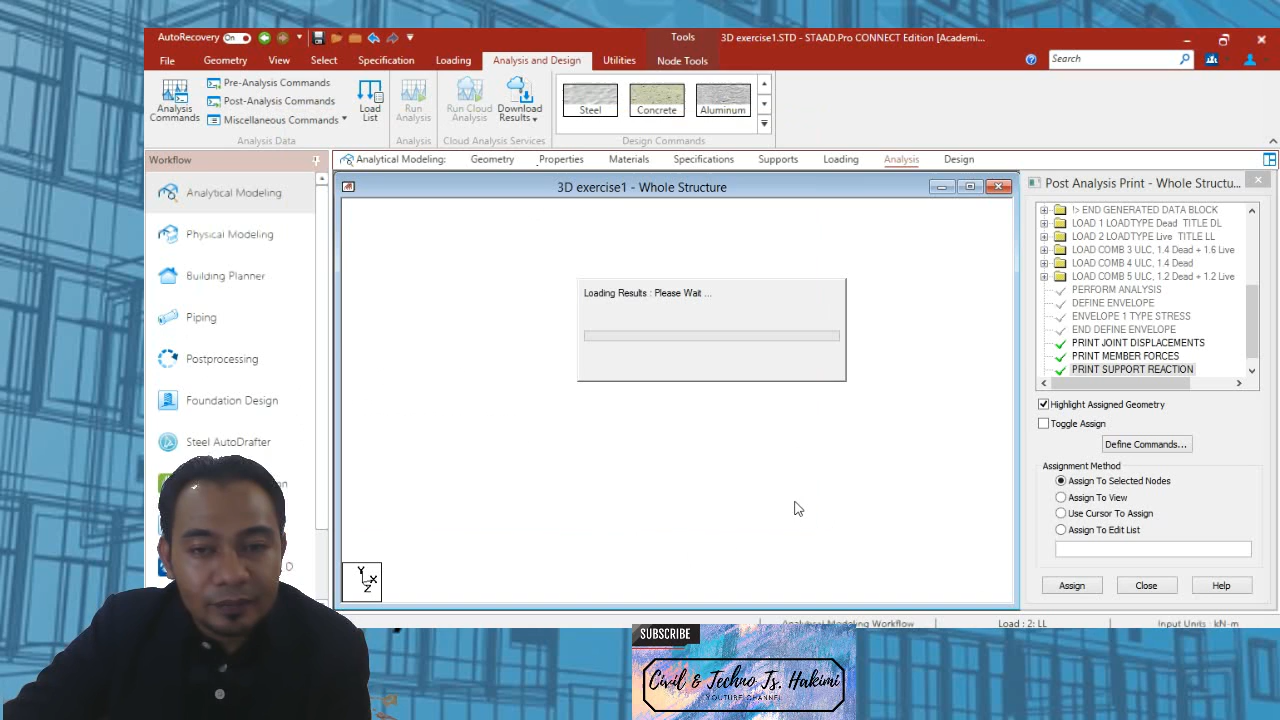 AutoRecovery On
3D exercise1.STD - STAAD.Pro CONNECT Edition [Academi...
Tools
File Geometry View Select Specification Loading Analysis and Design Utilities Node Tools
Search
Analysis Commands
Pre-Analysis Commands
Post-Analysis Commands
Miscellaneous Commands
Load List
Run Analysis
Run Cloud Analysis
Download Results
Steel
Concrete
Aluminum
Analysis Data
Analysis
Cloud Analysis Services
Design Commands
Workflow
Analytical Modeling: Geometry Properties Materials Specifications Supports Loading Analysis Design
Analytical Modeling
Physical Modeling
Building Planner
Piping
Postprocessing
Foundation Design
Steel AutoDrafter
3D exercise1 - Whole Structure
Loading Results : Please Wait ...
Y
X
Z
Post Analysis Print - Whole Structu...
!> END GENERATED DATA BLOCK
LOAD 1 LOADTYPE Dead TITLE DL
LOAD 2 LOADTYPE Live TITLE LL
LOAD COMB 3 ULC, 1.4 Dead + 1.6 Live
LOAD COMB 4 ULC, 1.4 Dead
LOAD COMB 5 ULC, 1.2 Dead + 1.2 Live
PERFORM ANALYSIS
DEFINE ENVELOPE
ENVELOPE 1 TYPE STRESS
END DEFINE ENVELOPE
PRINT JOINT DISPLACEMENTS
PRINT MEMBER FORCES
PRINT SUPPORT REACTION
Highlight Assigned Geometry
Toggle Assign
Define Commands...
Assignment Method
Assign To Selected Nodes
Assign To View
Use Cursor To Assign
Assign To Edit List
Assign
Close
Help
Analytical Modeling Workflow
Load : 2: LL
Input Units : kN-m
SUBSCRIBE
Civil & Techno Ts. Hakimi
YOUTUBE CHANNEL